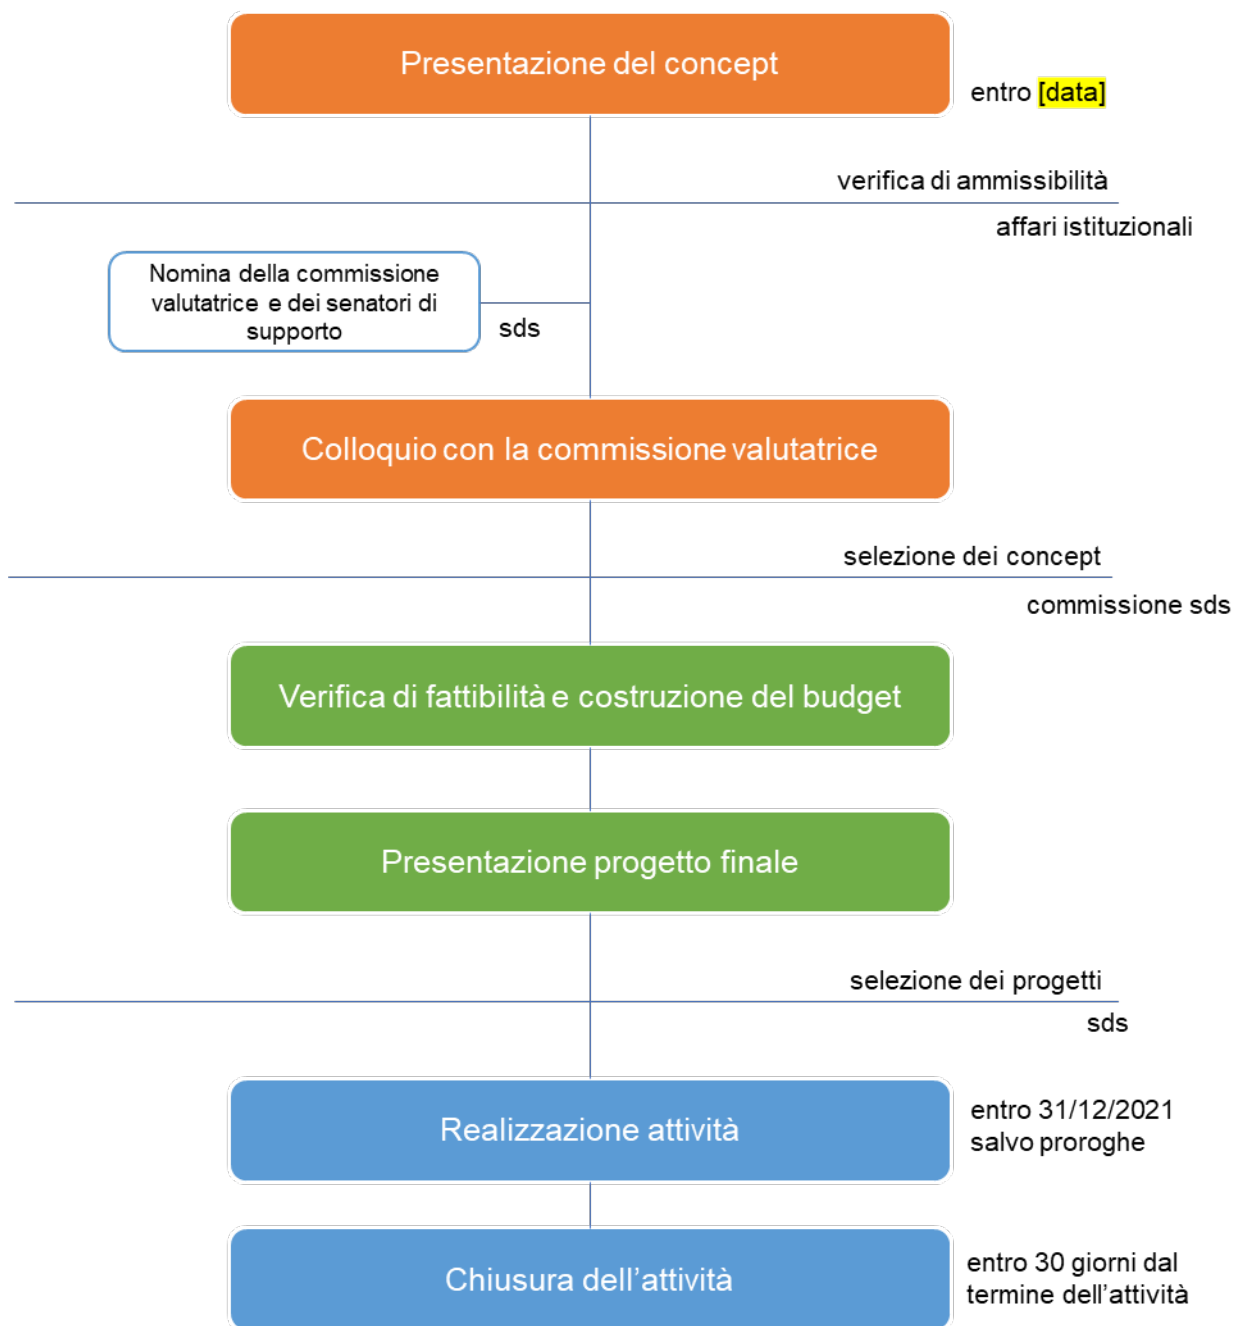 Presentazione del concept
entro [data]
verifica di ammissibilità
affari istituzionali
Nomina della commissione
valutatrice e dei senatori di
supporto
sds
Colloquio con la commissione valutatrice
selezione dei concept
commissione sds
Verifica di fattibilità e costruzione del budget
Presentazione progetto finale
selezione dei progetti
sds
Realizzazione attività
entro 31/12/2021
salvo proroghe
Chiusura dell'attività
entro 30 giorni dal
termine dell'attività